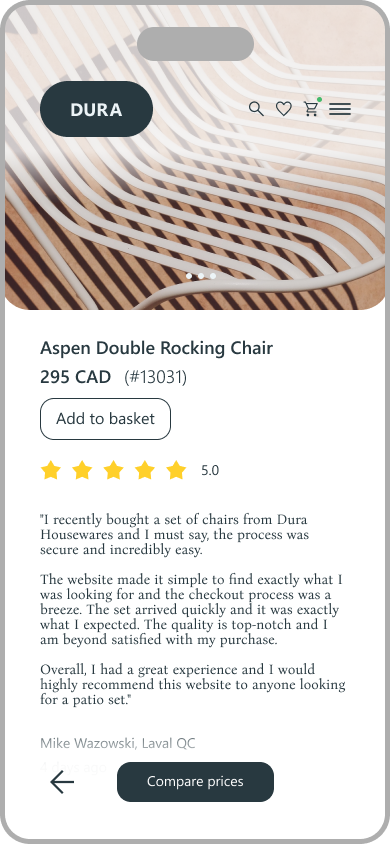 DURA
Aspen Double Rocking Chair
295 CAD (#13031)
Add to basket
5.0
"I recently bought a set of chairs from Dura
Housewares and I must say, the process was
secure and incredibly easy.
The website made it simple to find exactly what I
was looking for and the checkout process was a
breeze. The set arrived quickly and it was exactly
what I expected. The quality is top-notch and I
am beyond satisfied with my purchase.
Overall, I had a great experience and I would
highly recommend this website to anyone looking
for a patio set."
Mike Wazowski, Laval QC
Compare prices